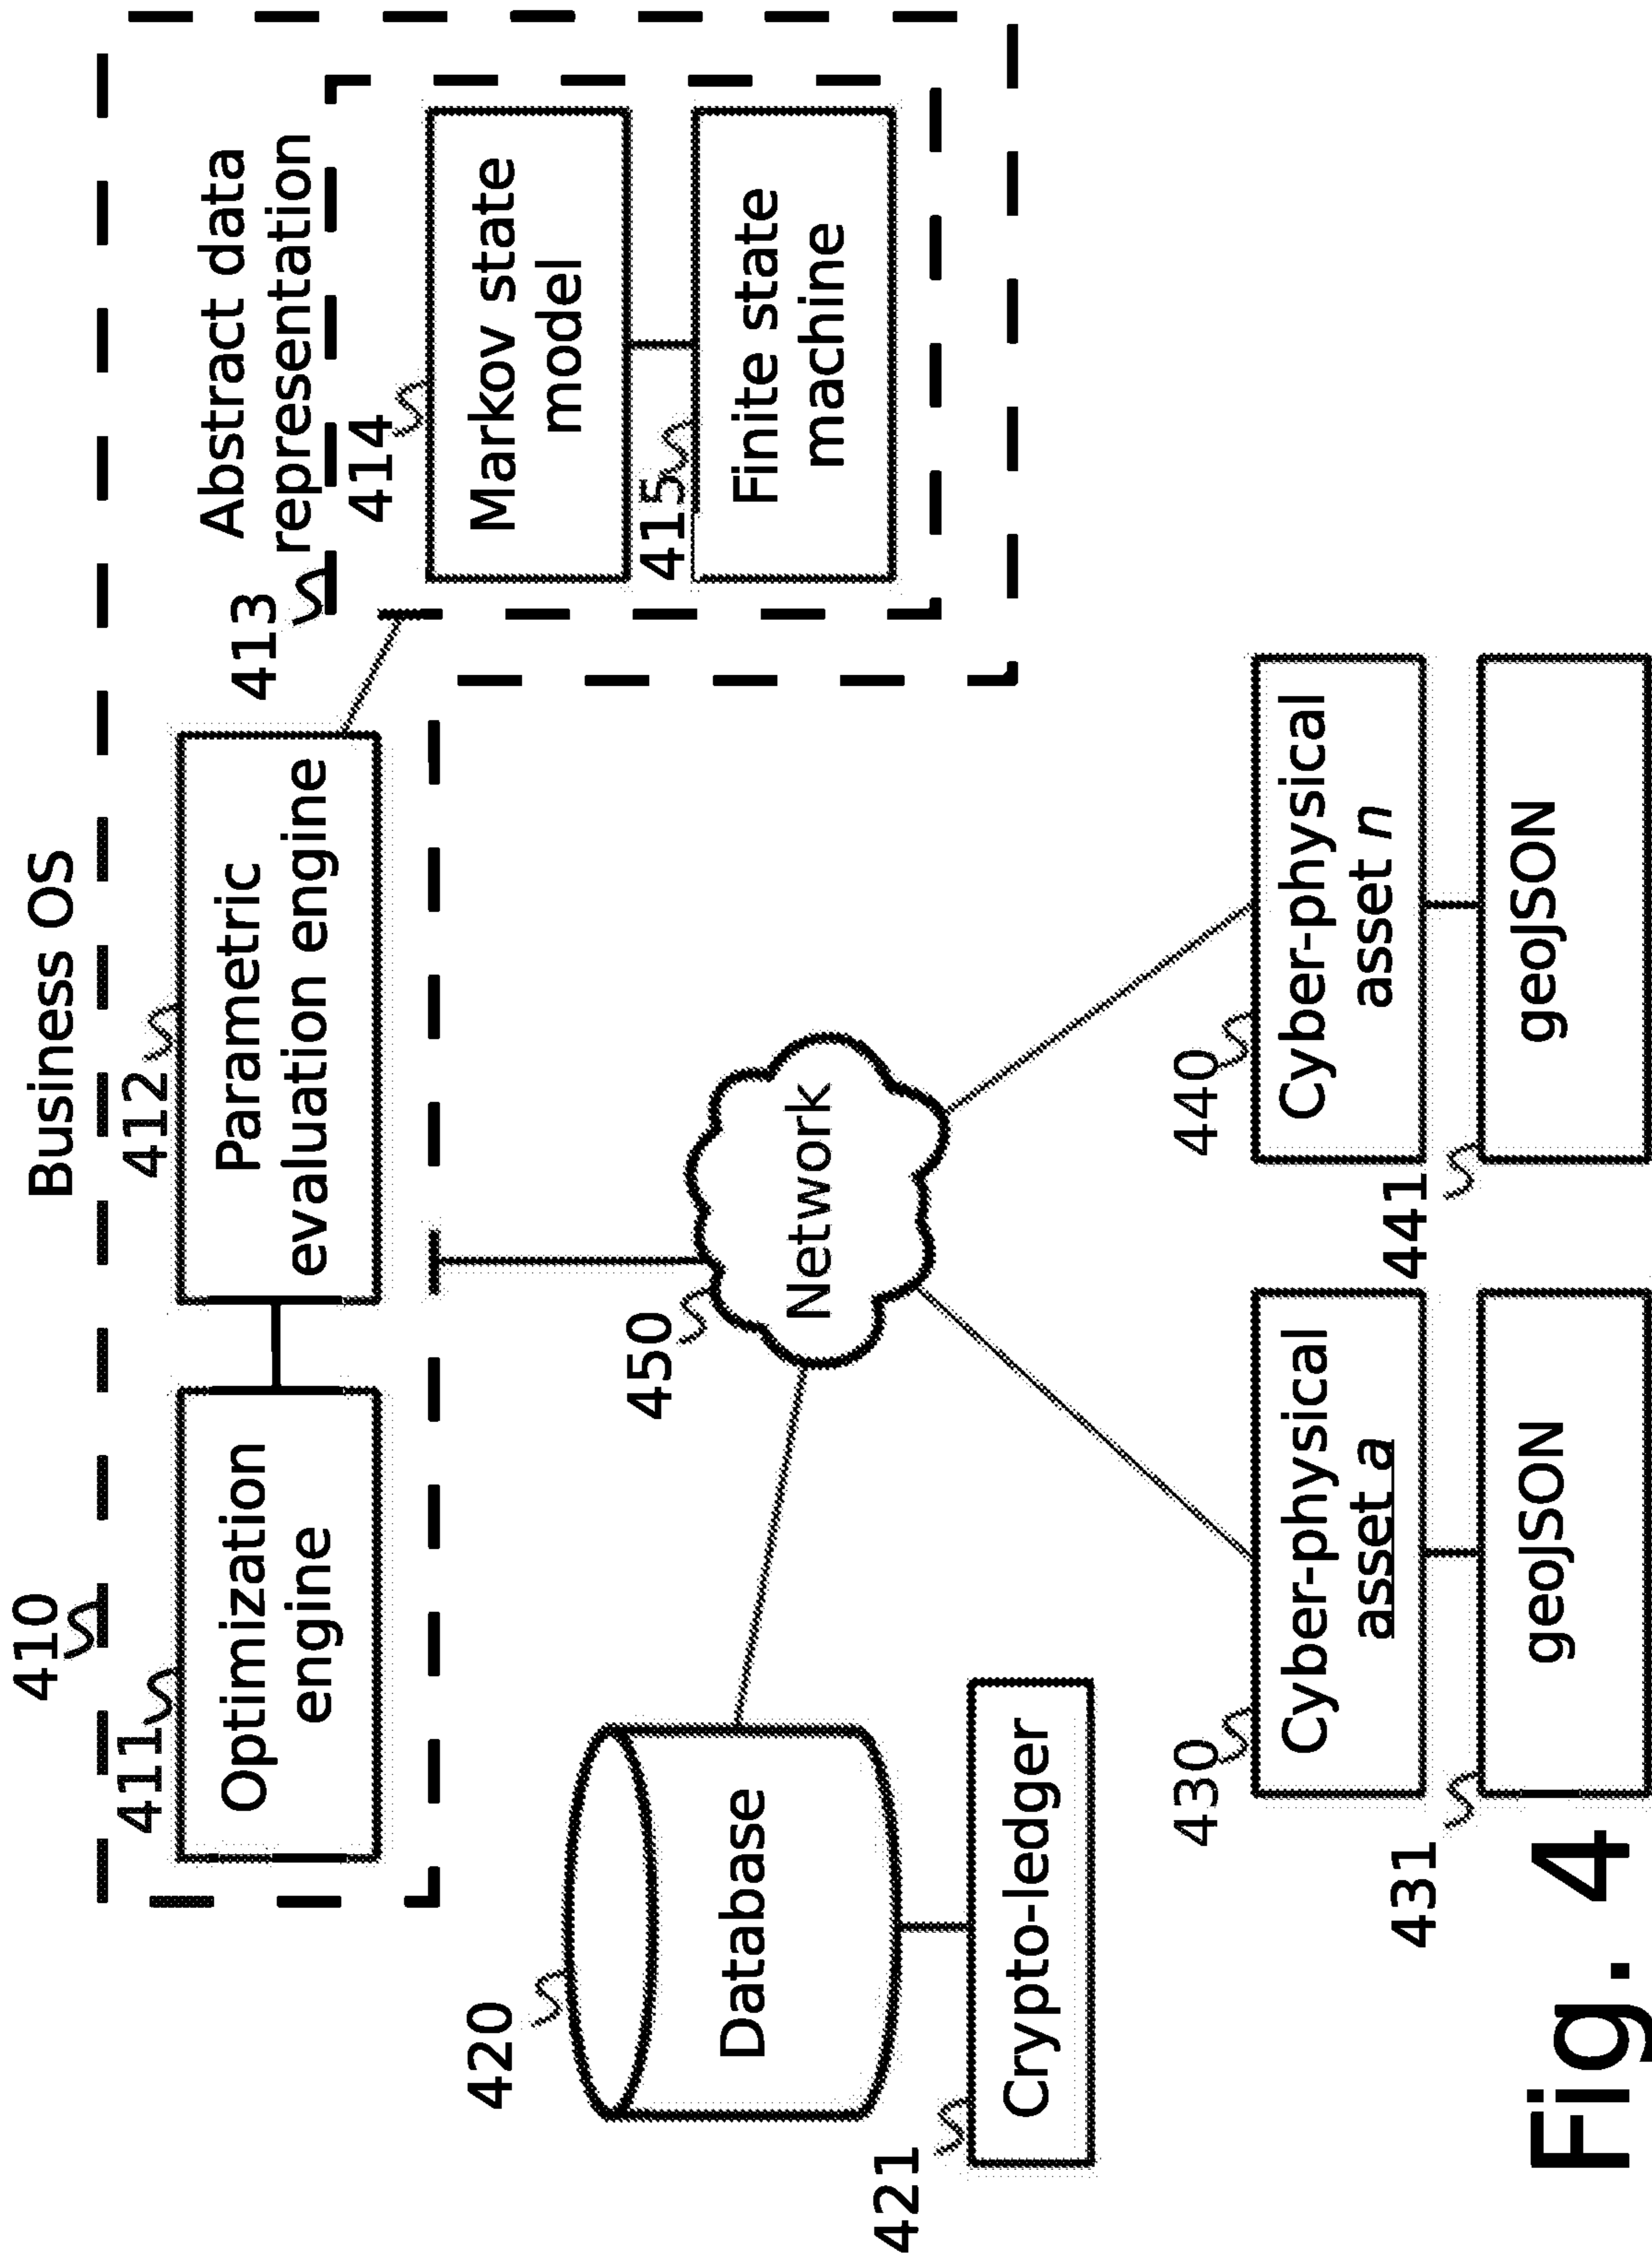 Business OS
410
411
Optimization
engine
412
Parametric
evaluation engine
413
Abstract data
representation
414
Markov state
model
415
Finite state
machine
420
Database
421
Crypto-ledger
450
Network
430
Cyber-physical
asset a
431
geoJSON
440
Cyber-physical
asset n
441
geoJSON
Fig. 4